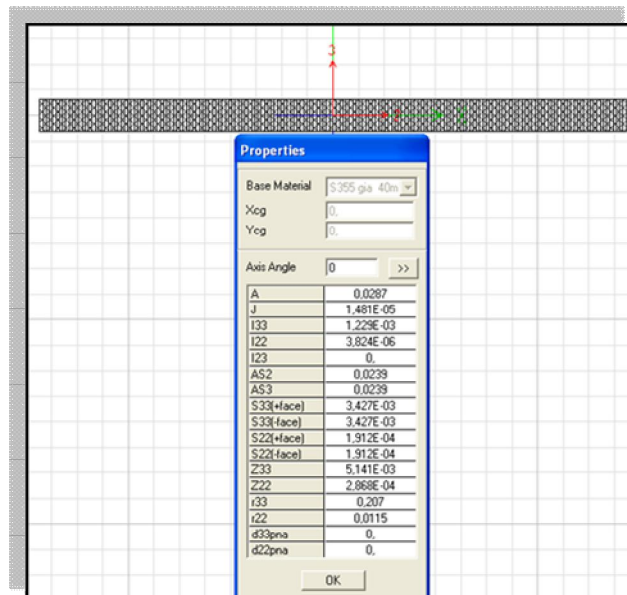 3
Properties
Base Material S355 gia 40m
Xcg 0,
Ycg 0,
Axis Angle 0 >>
A 0,0287
J 1,481E-05
I33 1,229E-03
I22 3,824E-06
I23 0,
AS2 0,0239
AS3 0,0239
S33(+face) 3,427E-03
S33(-face) 3,427E-03
S22(+face) 1,912E-04
S22(-face) 1,912E-04
Z33 5,141E-03
Z22 2,868E-04
r33 0,207
r22 0,0115
d33pna 0,
d22pna 0,
OK